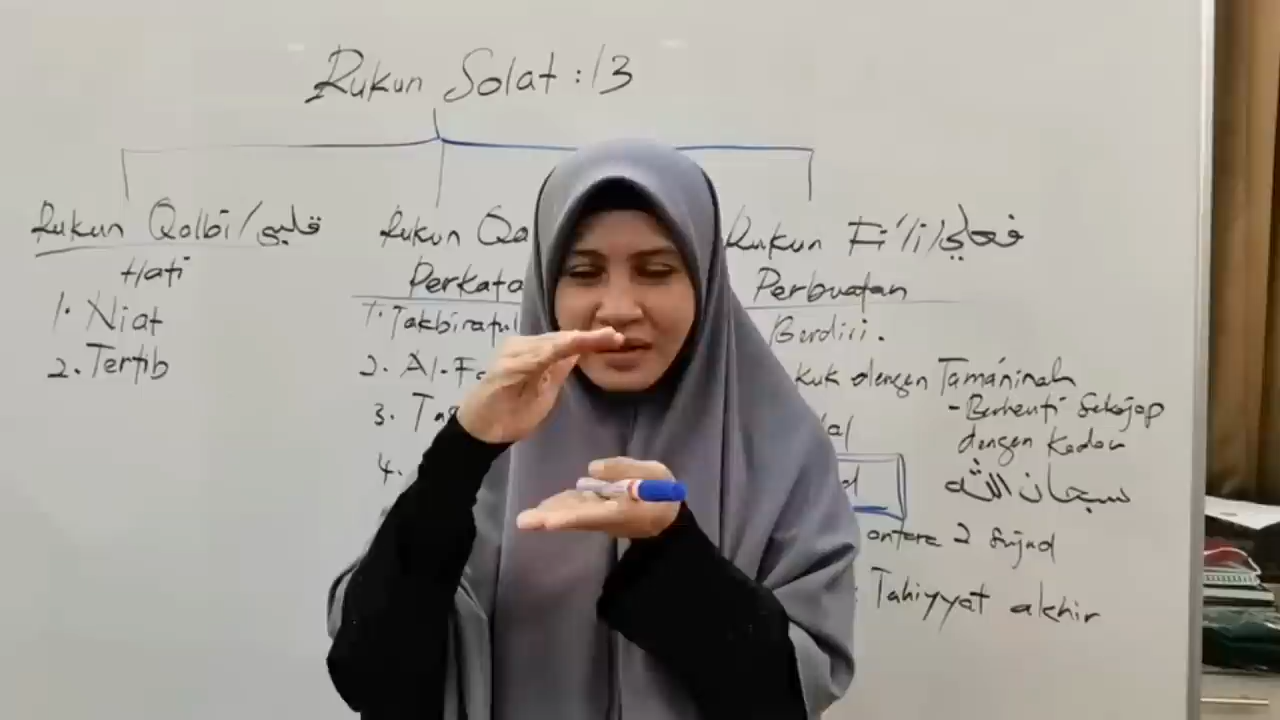 Rukun Solat : 13
Rukun Qolbi / قلبي
Hati
1. Niat
2. Tertib
Rukun Qa
Perkata
1. Takbiratul
2. Al-Fa
3. Ta
4.
Rukun Fi'li / فعلي
Perbuatan
Berdiri.
kuk dengan Tama'ninah
- Berhenti Sekejap
dengan Kadar
سبحان الله
antara 2 Sujud
Tahiyyat akhir